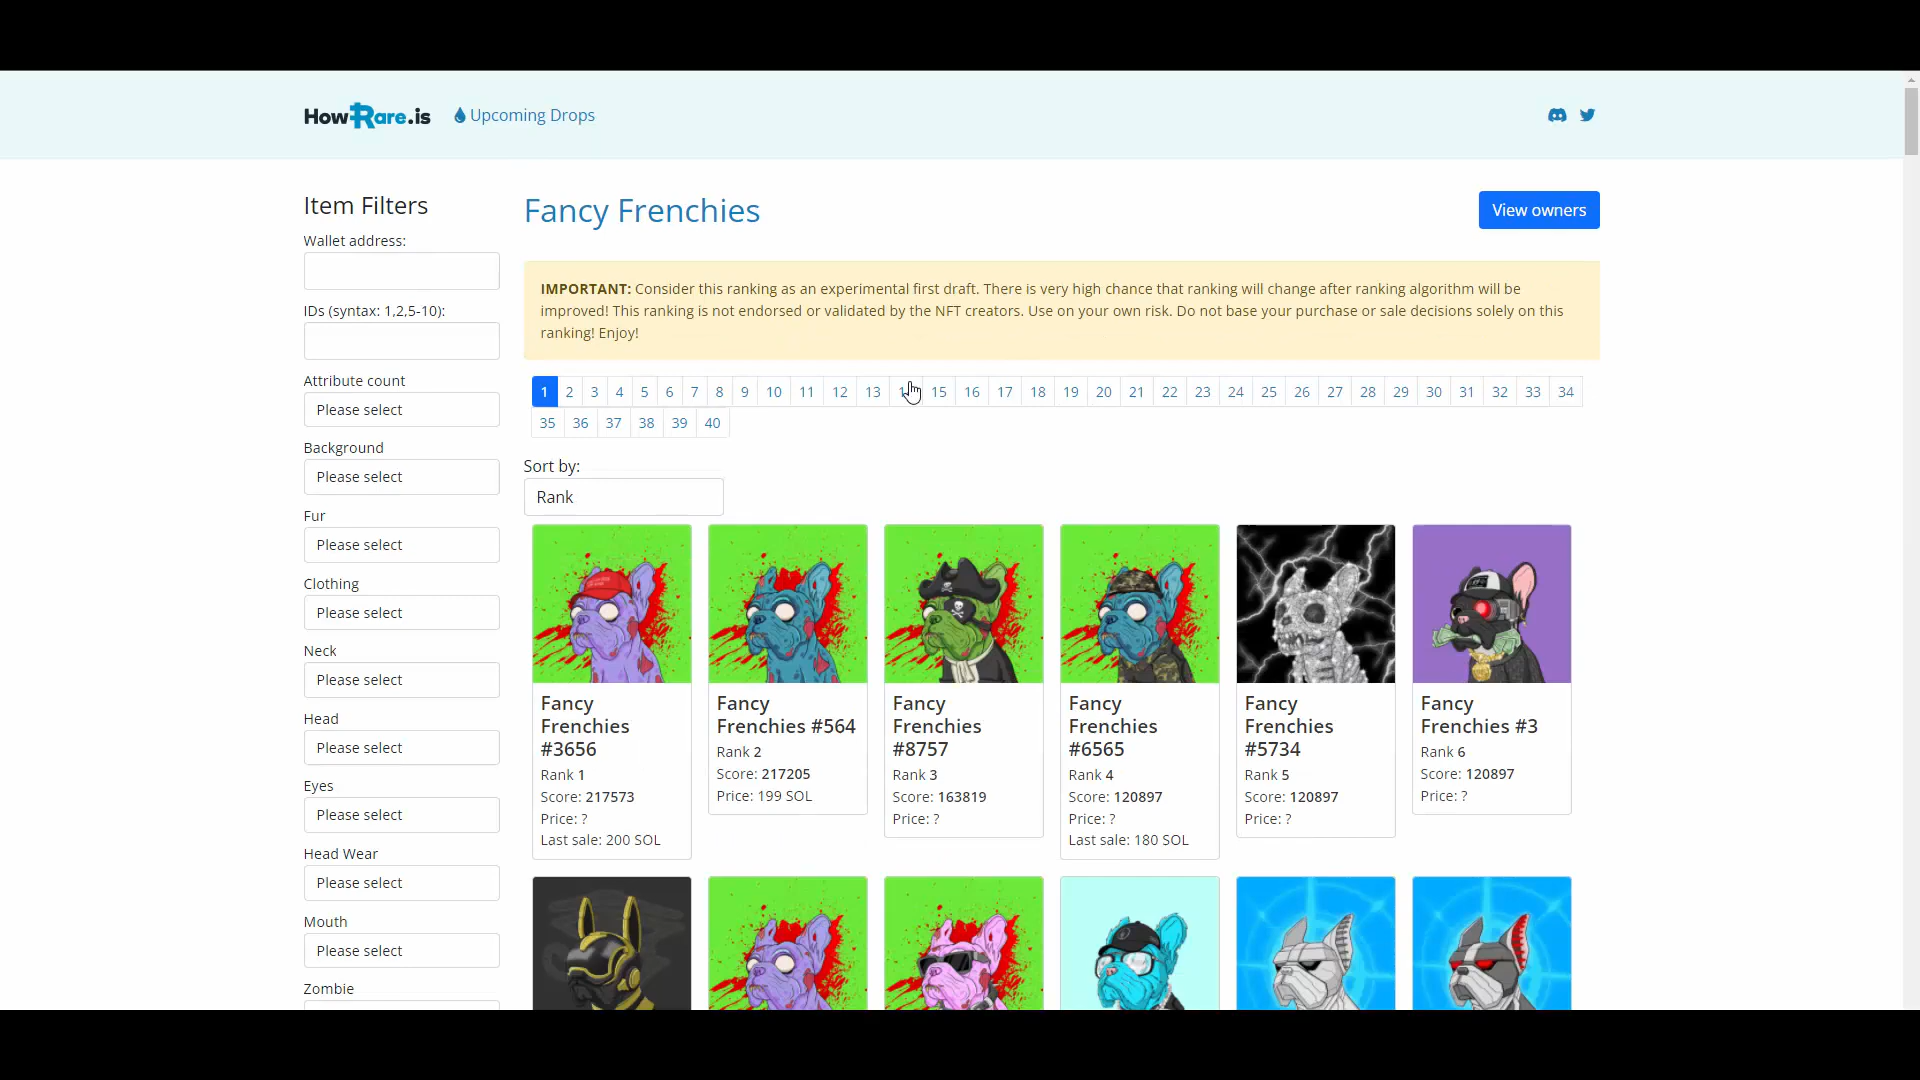 HowRare.is
Upcoming Drops
Item Filters
Wallet address:
IDs (syntax: 1,2,5-10):
Attribute count
Please select
Background
Please select
Fur
Please select
Clothing
Please select
Neck
Please select
Head
Please select
Eyes
Please select
Head Wear
Please select
Mouth
Please select
Zombie
Fancy Frenchies
View owners
IMPORTANT: Consider this ranking as an experimental first draft. There is very high chance that ranking will change after ranking algorithm will be
improved! This ranking is not endorsed or validated by the NFT creators. Use on your own risk. Do not base your purchase or sale decisions solely on this
ranking! Enjoy!
1 2 3 4 5 6 7 8 9 10 11 12 13 15 16 17 18 19 20 21 22 23 24 25 26 27 28 29 30 31 32 33 34
35 36 37 38 39 40
Sort by:
Rank
Fancy
Frenchies
#3656
Rank 1
Score: 217573
Price: ?
Last sale: 200 SOL
Fancy
Frenchies #564
Rank 2
Score: 217205
Price: 199 SOL
Fancy
Frenchies
#8757
Rank 3
Score: 163819
Price: ?
Fancy
Frenchies
#6565
Rank 4
Score: 120897
Price: ?
Last sale: 180 SOL
Fancy
Frenchies
#5734
Rank 5
Score: 120897
Price: ?
Fancy
Frenchies #3
Rank 6
Score: 120897
Price: ?